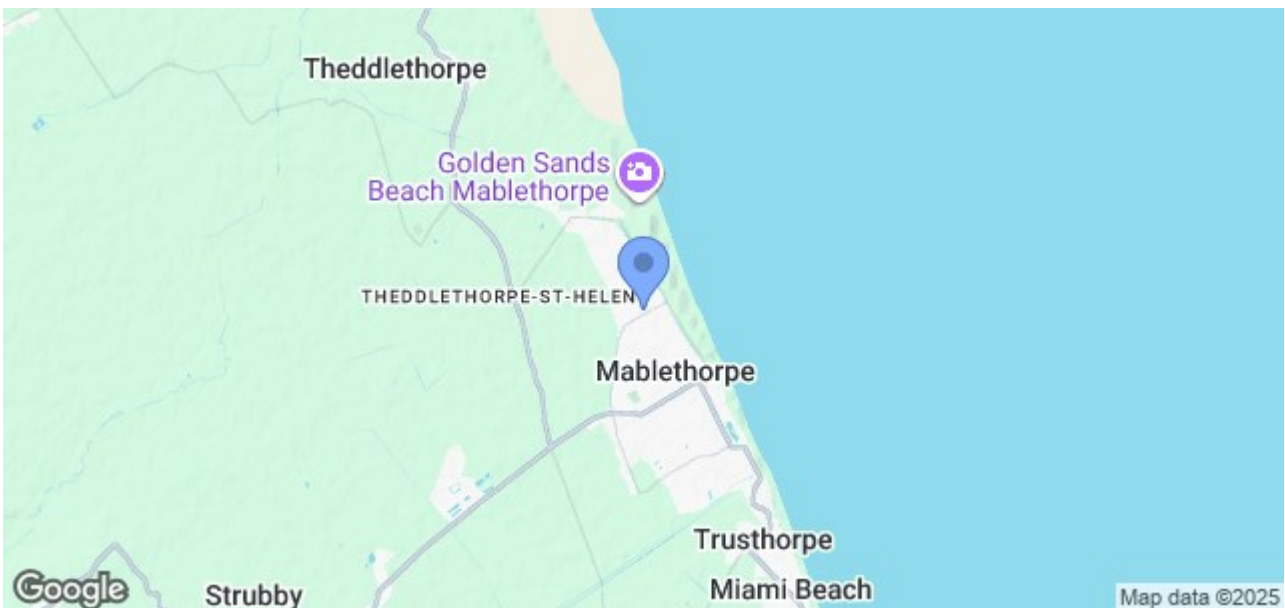 Theddlethorpe
Golden Sands
Beach Mablethorpe
THEDDLETHORPE-ST-HELEN
Mablethorpe
Trusthorpe
Miami Beach
Strubby
Google
Map data ©2025